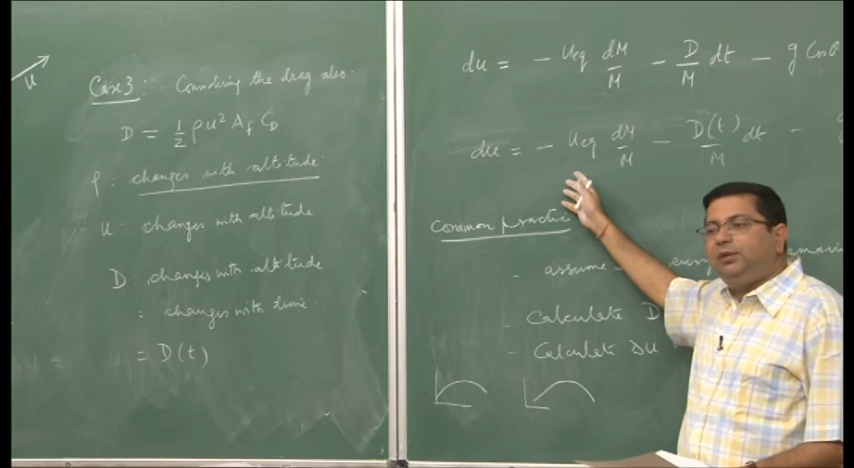 u
Case 3: Considering the drag also.
D = 1/2 ρ u² A_f C_D
ρ: changes with altitude.
u: changes with altitude
D: changes with altitude
: changes with time.
= D(t)
du = - u_eq dM/M - D/M dt - g Cos θ
du = - u_eq dM/M - D(t)/M dt -
Common practi
- assume
- Calculate D
- Calculate Δu